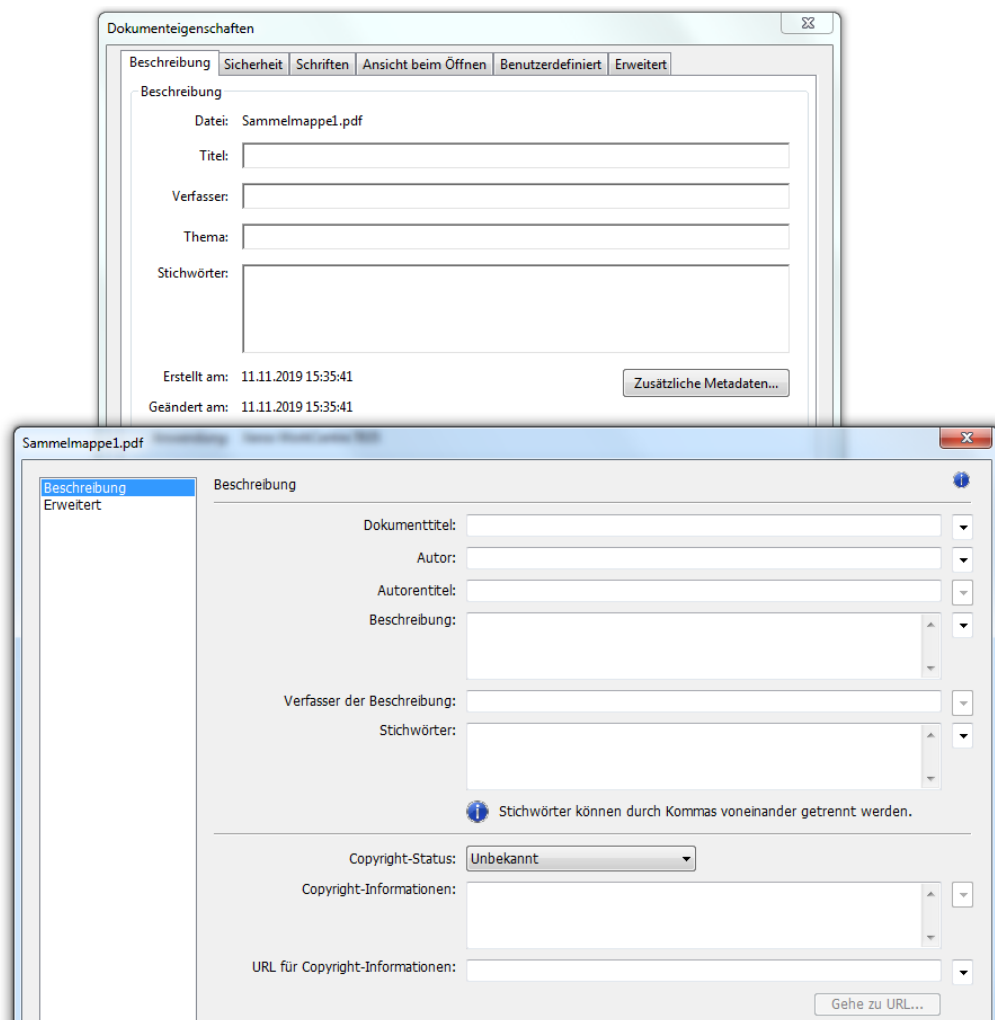 Dokumenteigenschaften
Beschreibung Sicherheit Schriften Ansicht beim Öffnen Benutzerdefiniert Erweitert
Beschreibung
Datei: Sammelmappe1.pdf
Titel:
Verfasser:
Thema:
Stichwörter:
Erstellt am: 11.11.2019 15:35:41
Zusätzliche Metadaten...
Geändert am: 11.11.2019 15:35:41
Sammelmappe1.pdf
Beschreibung
Erweitert
Beschreibung
Dokumenttitel:
Autor:
Autorentitel:
Beschreibung:
Verfasser der Beschreibung:
Stichwörter:
Stichwörter können durch Kommas voneinander getrennt werden.
Copyright-Status: Unbekannt
Copyright-Informationen:
URL für Copyright-Informationen:
Gehe zu URL...